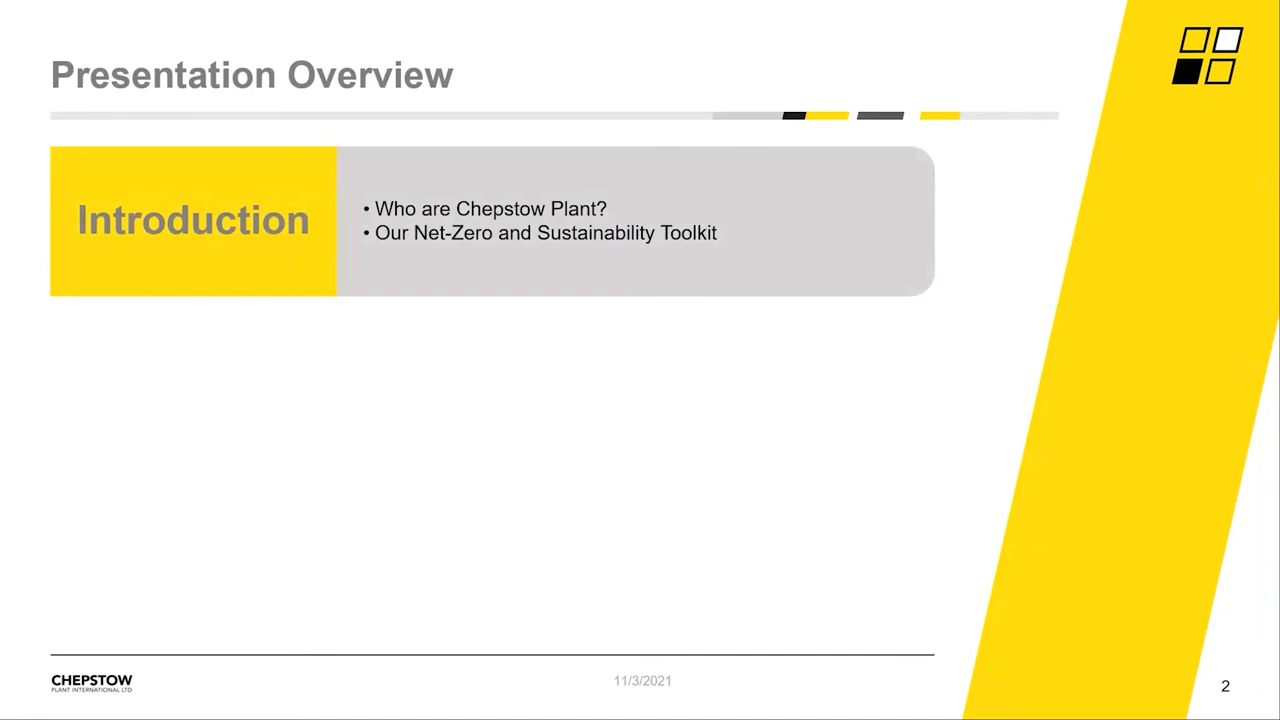 Presentation Overview
Introduction
• Who are Chepstow Plant?
• Our Net-Zero and Sustainability Toolkit
CHEPSTOW
PLANT INTERNATIONAL LTD
11/3/2021
2